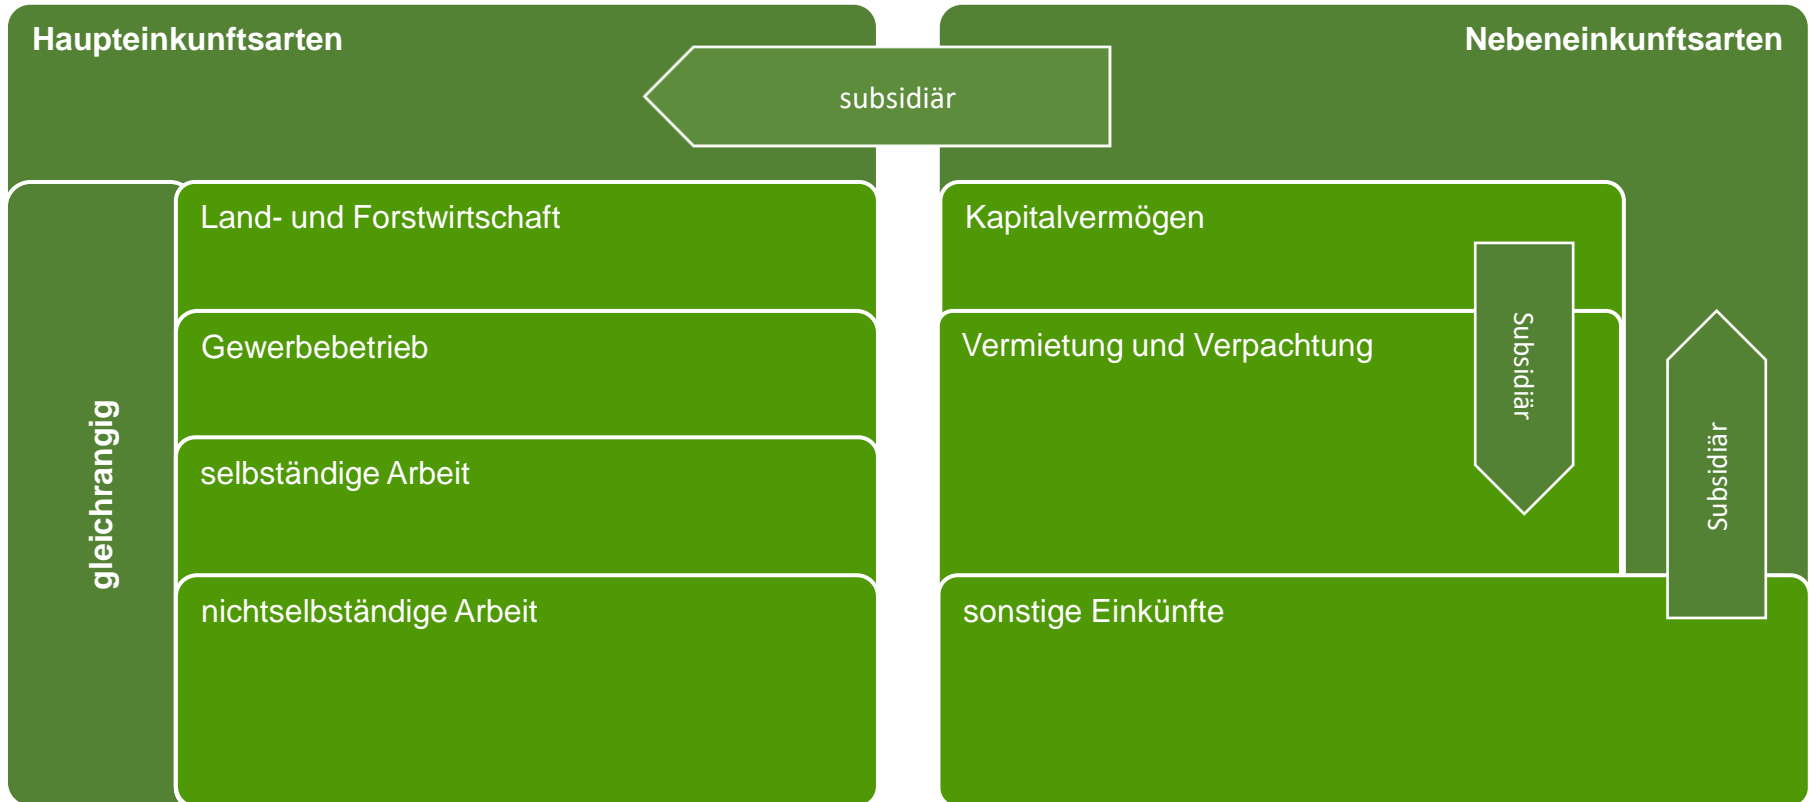 Haupteinkunftsarten
Nebeneinkunftsarten
subsidiär
gleichrangig
Land- und Forstwirtschaft
Gewerbebetrieb
selbständige Arbeit
nichtselbständige Arbeit
Kapitalvermögen
Vermietung und Verpachtung
sonstige Einkünfte
Subsidiär
Subsidiär